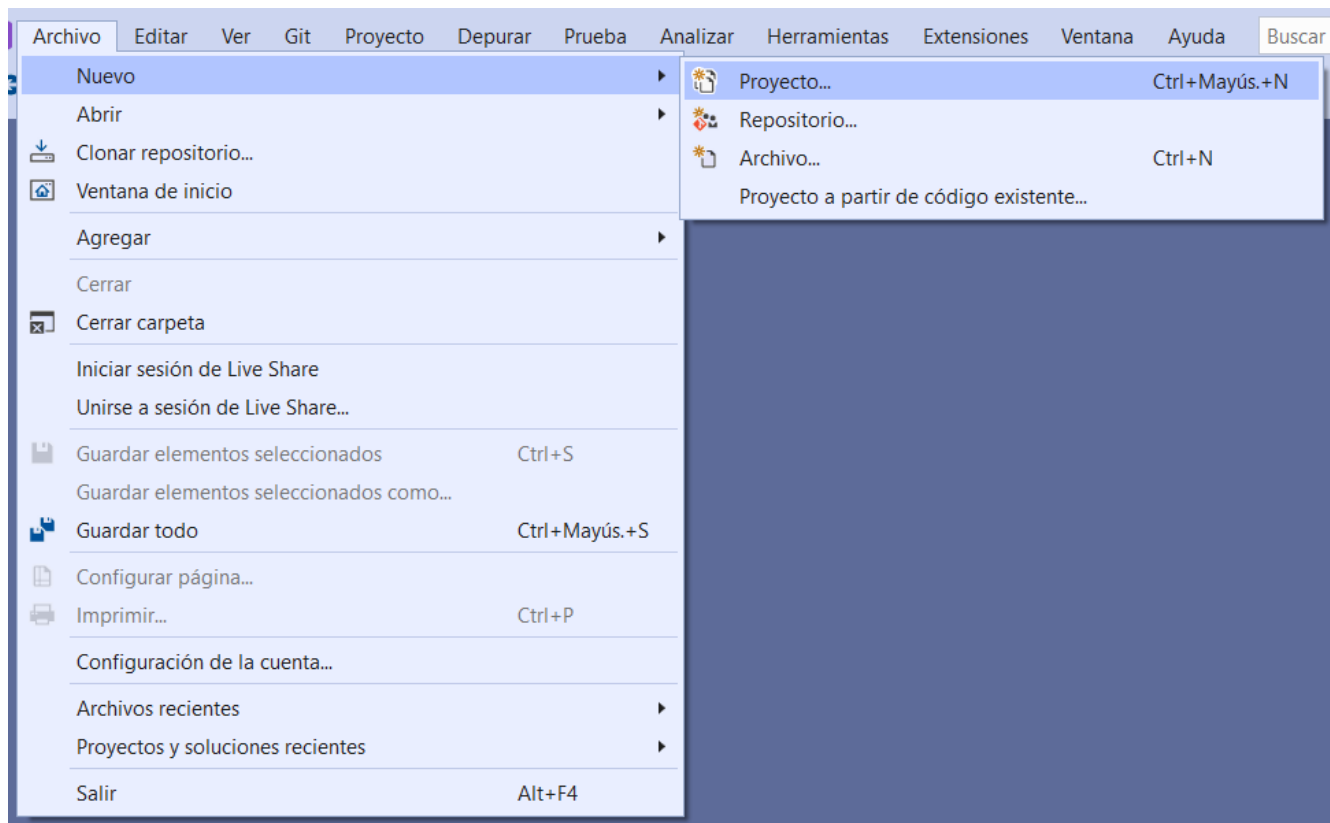 Archivo Editar Ver Git Proyecto Depurar Prueba Analizar Herramientas Extensiones Ventana Ayuda Buscar
Nuevo
Abrir
Clonar repositorio...
Ventana de inicio
Agregar
Cerrar
Cerrar carpeta
Iniciar sesión de Live Share
Unirse a sesión de Live Share...
Guardar elementos seleccionados Ctrl+S
Guardar elementos seleccionados como...
Guardar todo Ctrl+Mayús.+S
Configurar página...
Imprimir... Ctrl+P
Configuración de la cuenta...
Archivos recientes
Proyectos y soluciones recientes
Salir Alt+F4
Proyecto... Ctrl+Mayús.+N
Repositorio...
Archivo... Ctrl+N
Proyecto a partir de código existente...